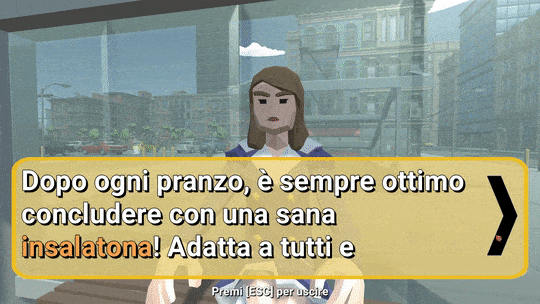 Dopo ogni pranzo, è sempre ottimo
concludere con una sana
insalatona! Adatta a tutti e
Premi [ESC] per uscire